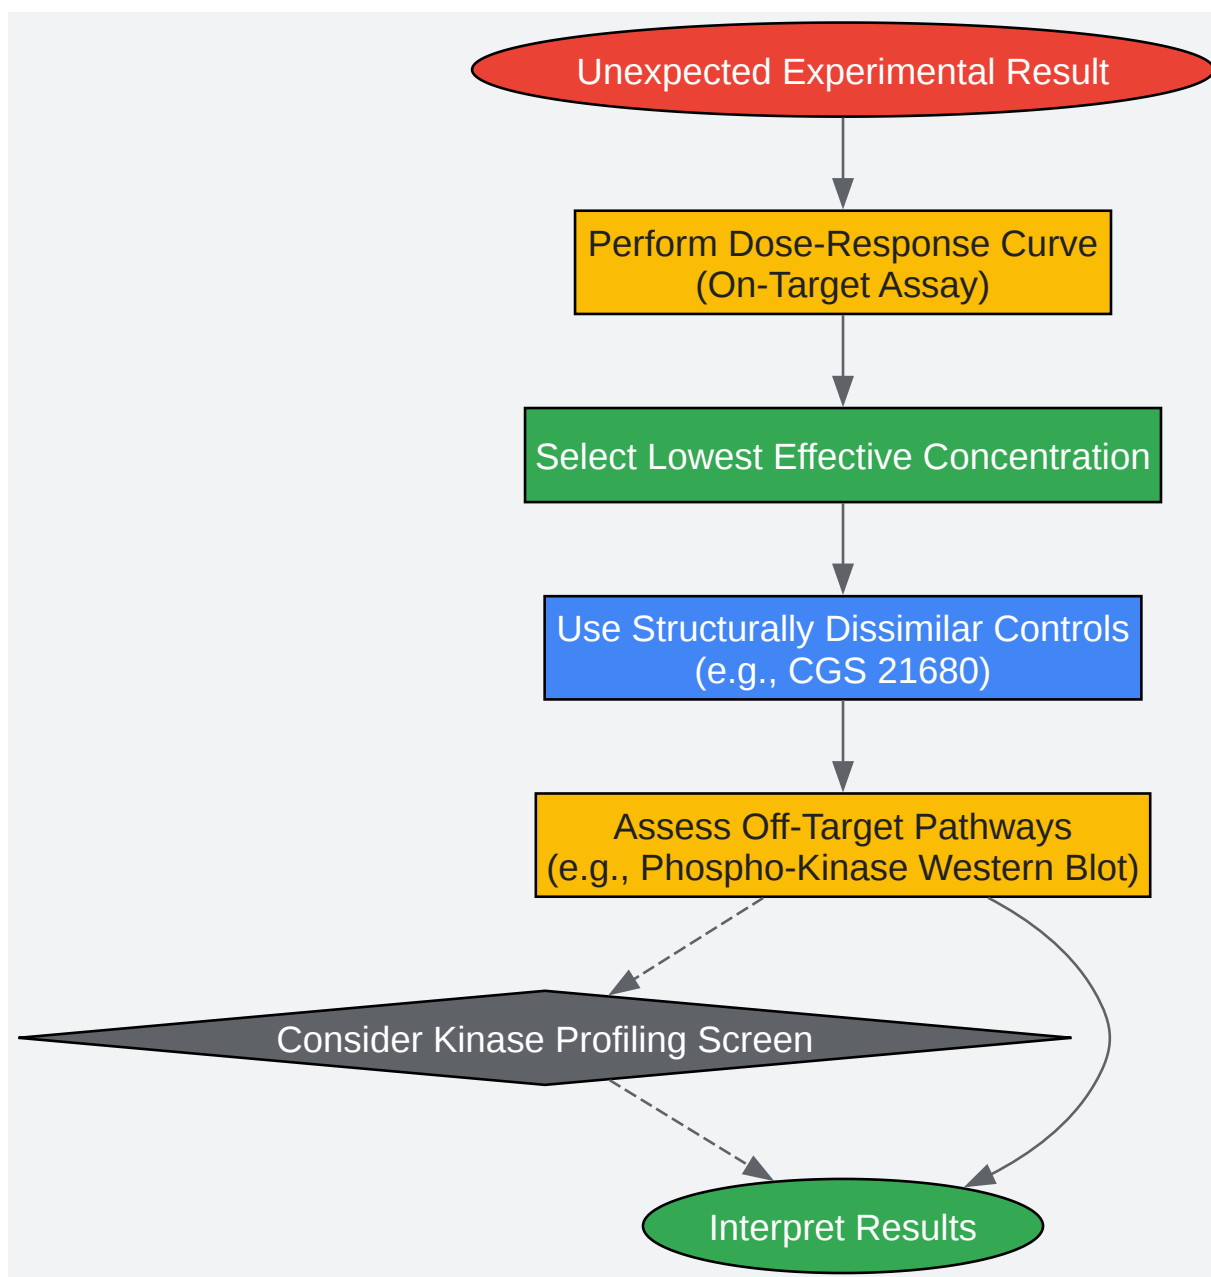 Unexpected Experimental Result
Perform Dose-Response Curve
(On-Target Assay)
Select Lowest Effective Concentration
Use Structurally Dissimilar Controls
(e.g., CGS 21680)
Assess Off-Target Pathways
(e.g., Phospho-Kinase Western Blot)
Consider Kinase Profiling Screen
Interpret Results